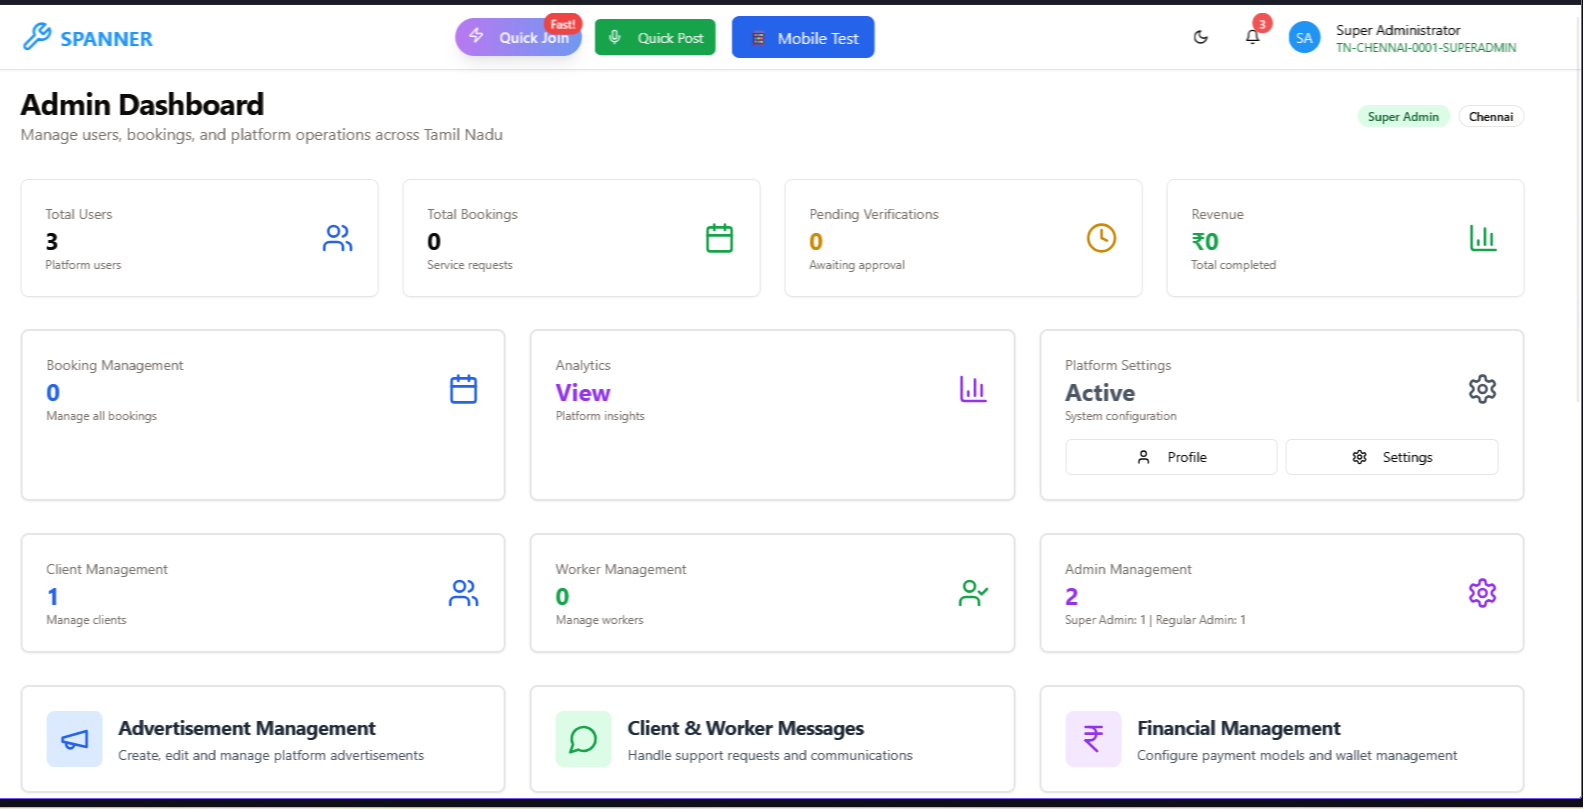 SPANNER
Quick Join
Fast!
Quick Post
Mobile Test
3
SA
Super Administrator
TN-CHENNAI-0001-SUPERADMIN
Admin Dashboard
Manage users, bookings, and platform operations across Tamil Nadu
Super Admin
Chennai
Total Users
3
Platform users
Total Bookings
0
Service requests
Pending Verifications
0
Awaiting approval
Revenue
₹0
Total completed
Booking Management
0
Manage all bookings
Analytics
View
Platform insights
Platform Settings
Active
System configuration
Profile
Settings
Client Management
1
Manage clients
Worker Management
0
Manage workers
Admin Management
2
Super Admin: 1 | Regular Admin: 1
Advertisement Management
Create, edit and manage platform advertisements
Client & Worker Messages
Handle support requests and communications
Financial Management
Configure payment models and wallet management